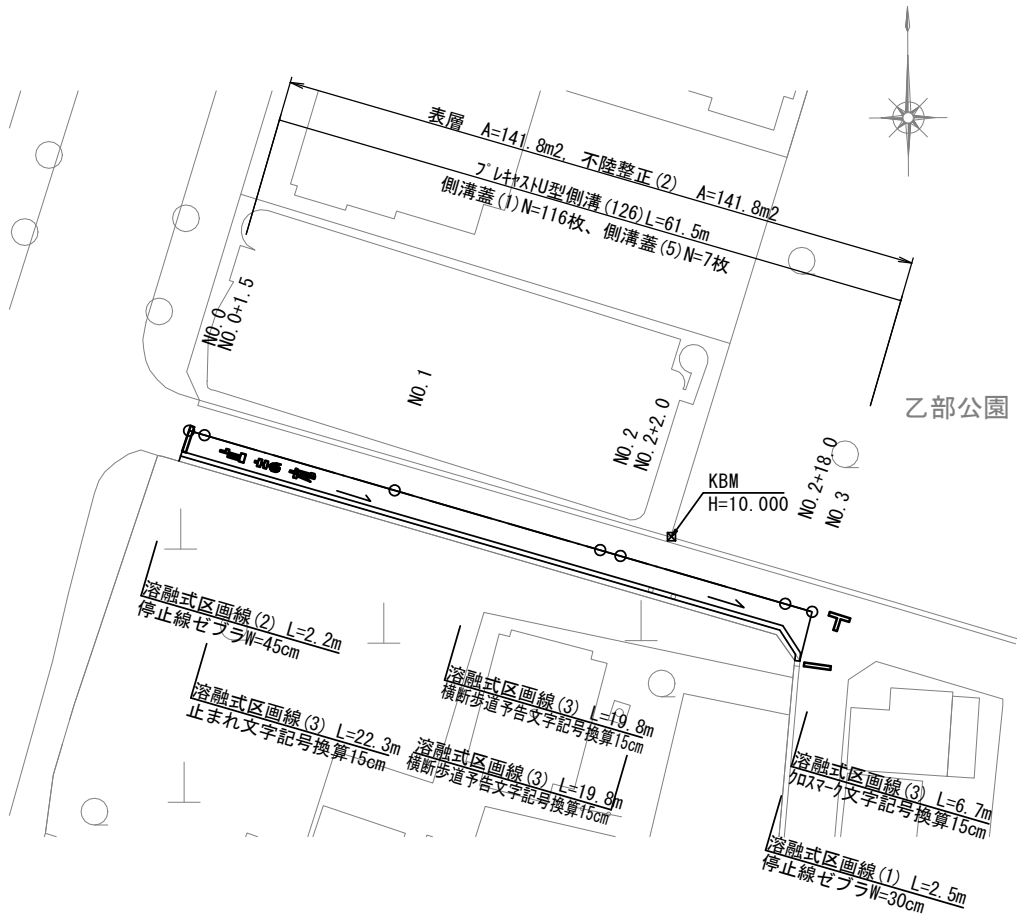 表層 A=141.8m2, 不陸整正(2) A=141.8m2
プレキャストU型側溝(126)L=61.5m
側溝蓋(1)N=116枚、側溝蓋(5)N=7枚
NO.0
NO.0+1.5
NO.1
NO.2
NO.2+2.0
乙部公園
NO.2+18.0
NO.3
KBM
H=10.000
溶融式区画線(2) L=2.2m
停止線ゼブラW=45cm
溶融式区画線(3) L=22.3m
止まれ文字記号換算15cm
溶融式区画線(3) L=19.8m
横断歩道予告文字記号換算15cm
溶融式区画線(3) L=19.8m
横断歩道予告文字記号換算15cm
溶融式区画線(3) L=6.7m
クロスマーク文字記号換算15cm
溶融式区画線(1) L=2.5m
停止線ゼブラW=30cm